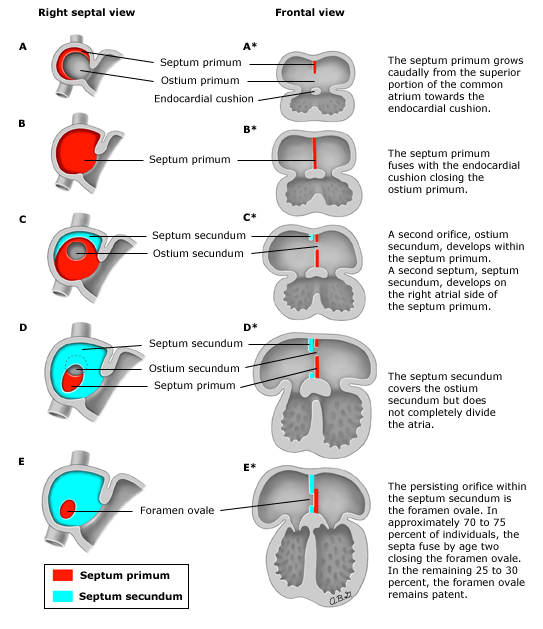 Right septal view
Frontal view
A
A*
Septum primum
Ostium primum
Endocardial cushion
The septum primum grows
caudally from the superior
portion of the common
atrium towards the
endocardial cushion.
B
B*
Septum primum
The septum primum
fuses with the endocardial
cushion closing the
ostium primum.
C
C*
Septum secundum
Ostium secundum
A second orifice, ostium
secundum, develops within
the septum primum.
A second septum, septum
secundum, develops on
the right atrial side of
the septum primum.
D
D*
Septum secundum
Ostium secundum
Septum primum
The septum secundum
covers the ostium
secundum but does
not completely divide
the atria.
E
E*
Foramen ovale
The persisting orifice within
the septum secundum is
the foramen ovale. In
approximately 70 to 75
percent of individuals, the
septa fuse by age two
closing the foramen ovale.
In the remaining 25 to 30
percent, the foramen ovale
remains patent.
Septum primum
Septum secundum